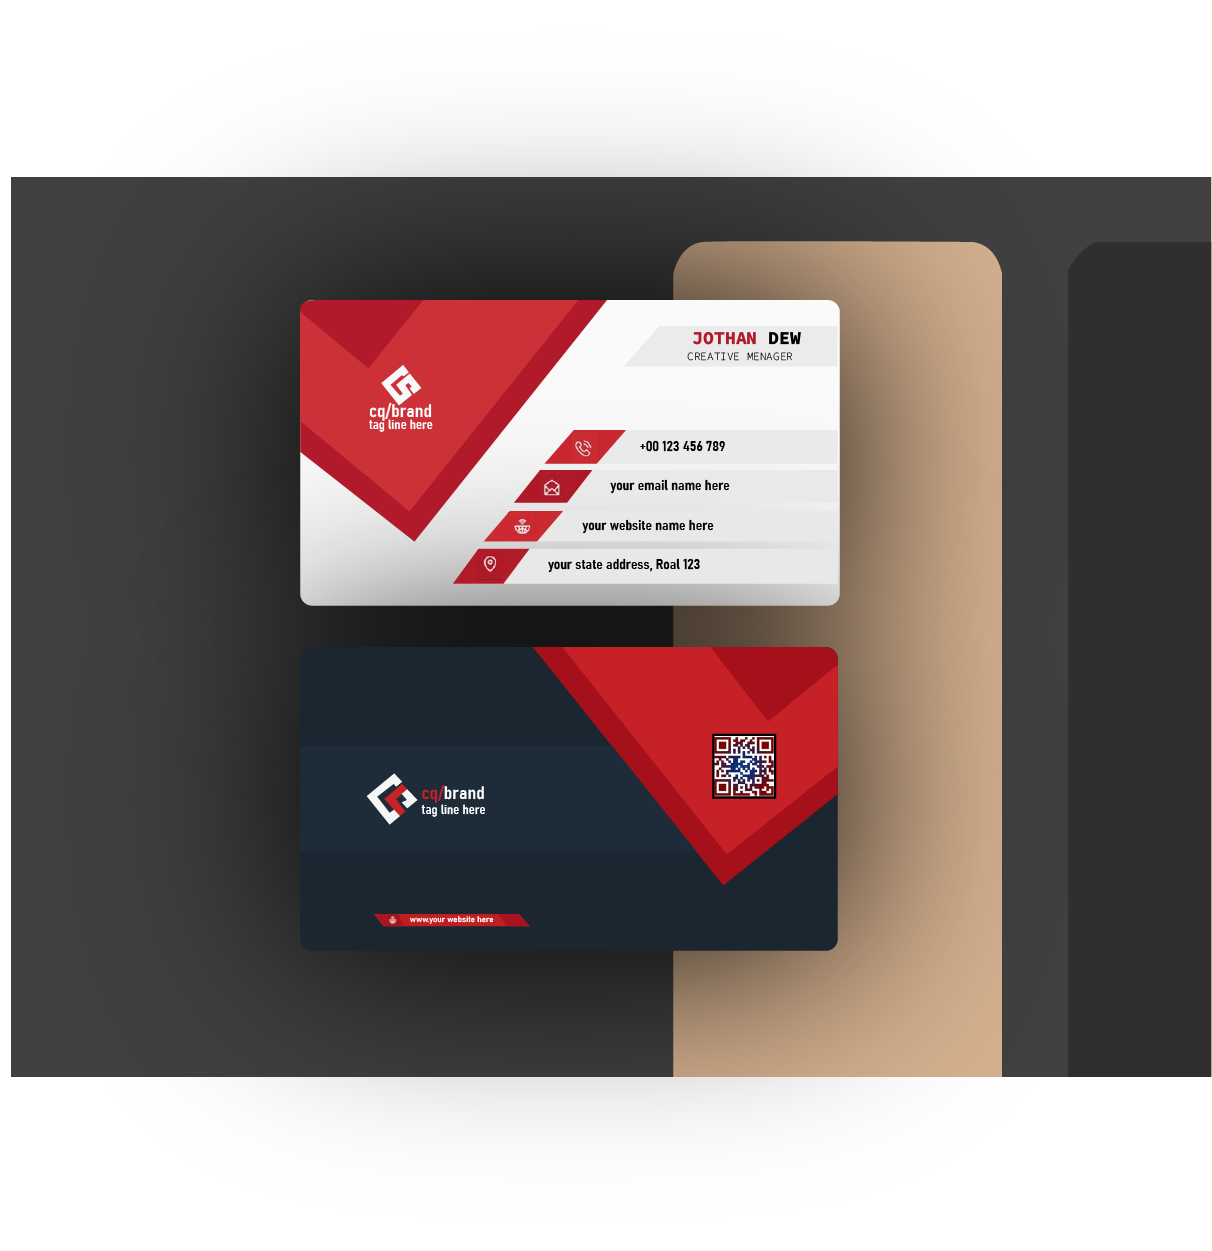 JOTHAN DEW
CREATIVE MENAGER
cq/brand
tag line here
+00 123 456 789
your email name here
your website name here
your state address, Roal 123
cq/brand
tag line here
www.your website here